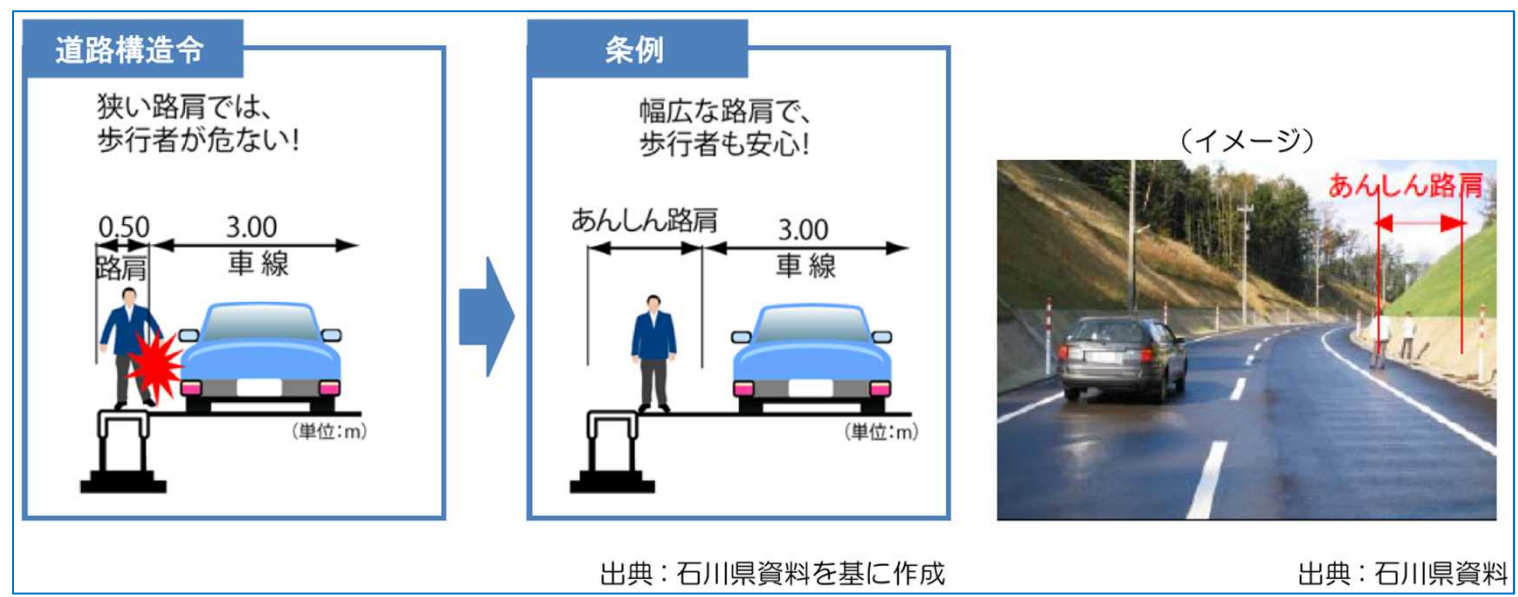 道路構造令
狭い路肩では、
歩行者が危ない!
0.50
3.00
路肩
車線
(単位:m)
条例
幅広な路肩で、
歩行者も安心!
あんしん路肩
3.00
車線
(単位:m)
(イメージ)
あんしん路肩
出典:石川県資料を基に作成
出典:石川県資料